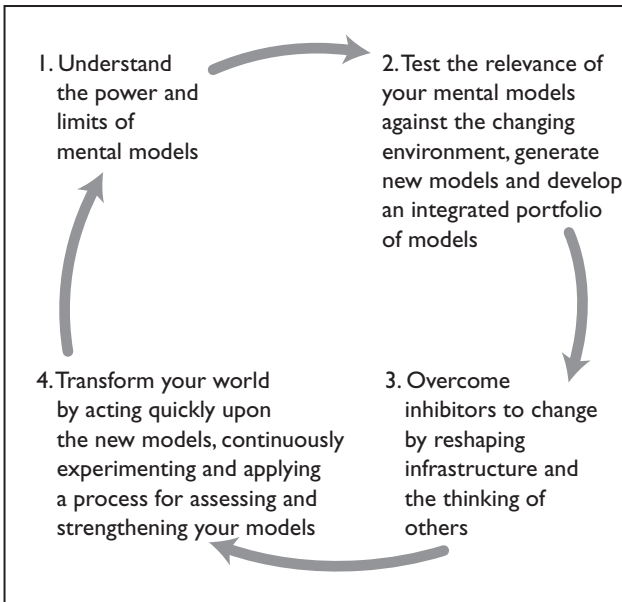 1. Understand
the power and
limits of
mental models
2. Test the relevance of
your mental models
against the changing
environment, generate
new models and develop
an integrated portfolio
of models
3. Overcome
inhibitors to change
by reshaping
infrastructure and
the thinking of
others
4. Transform your world
by acting quickly upon
the new models, continuously
experimenting and applying
a process for assessing and
strengthening your models